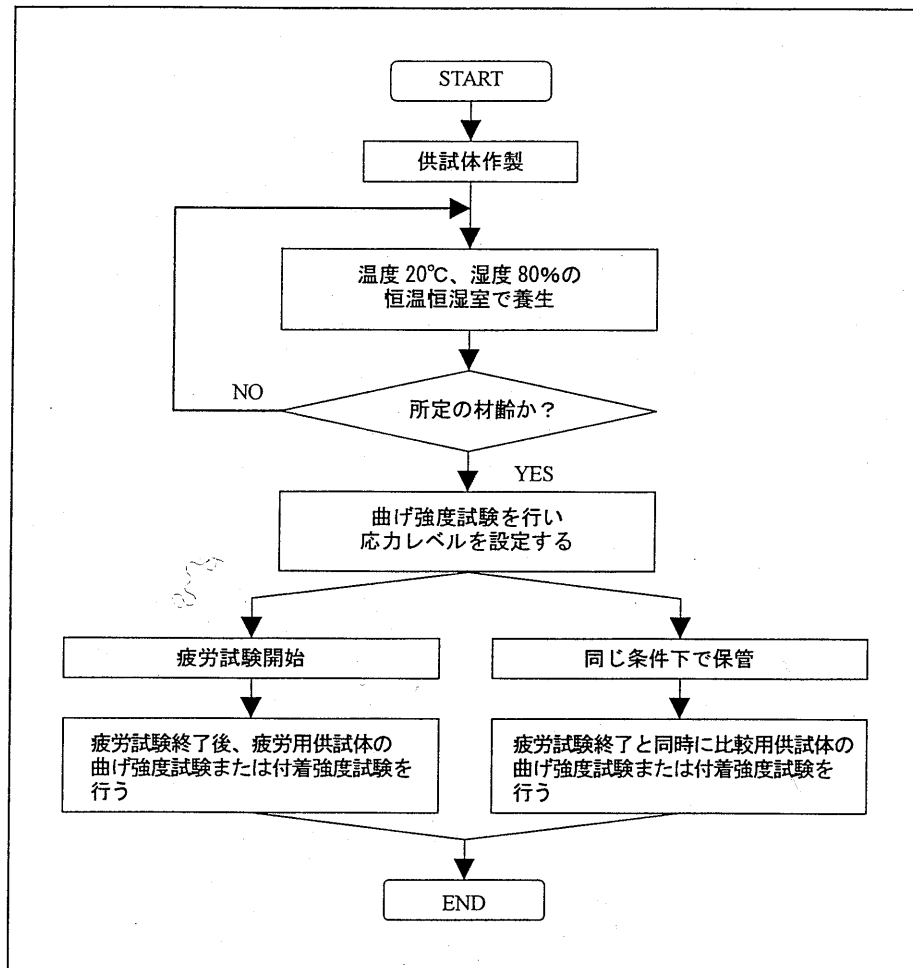 START
供試体作製
温度 20℃、湿度 80%の
恒温恒湿室で養生
NO
所定の材齢か？
YES
曲げ強度試験を行い
応力レベルを設定する
疲労試験開始
同じ条件下で保管
疲労試験終了後、疲労用供試体の
曲げ強度試験または付着強度試験を
行う
疲労試験終了と同時に比較用供試体の
曲げ強度試験または付着強度試験を
行う
END